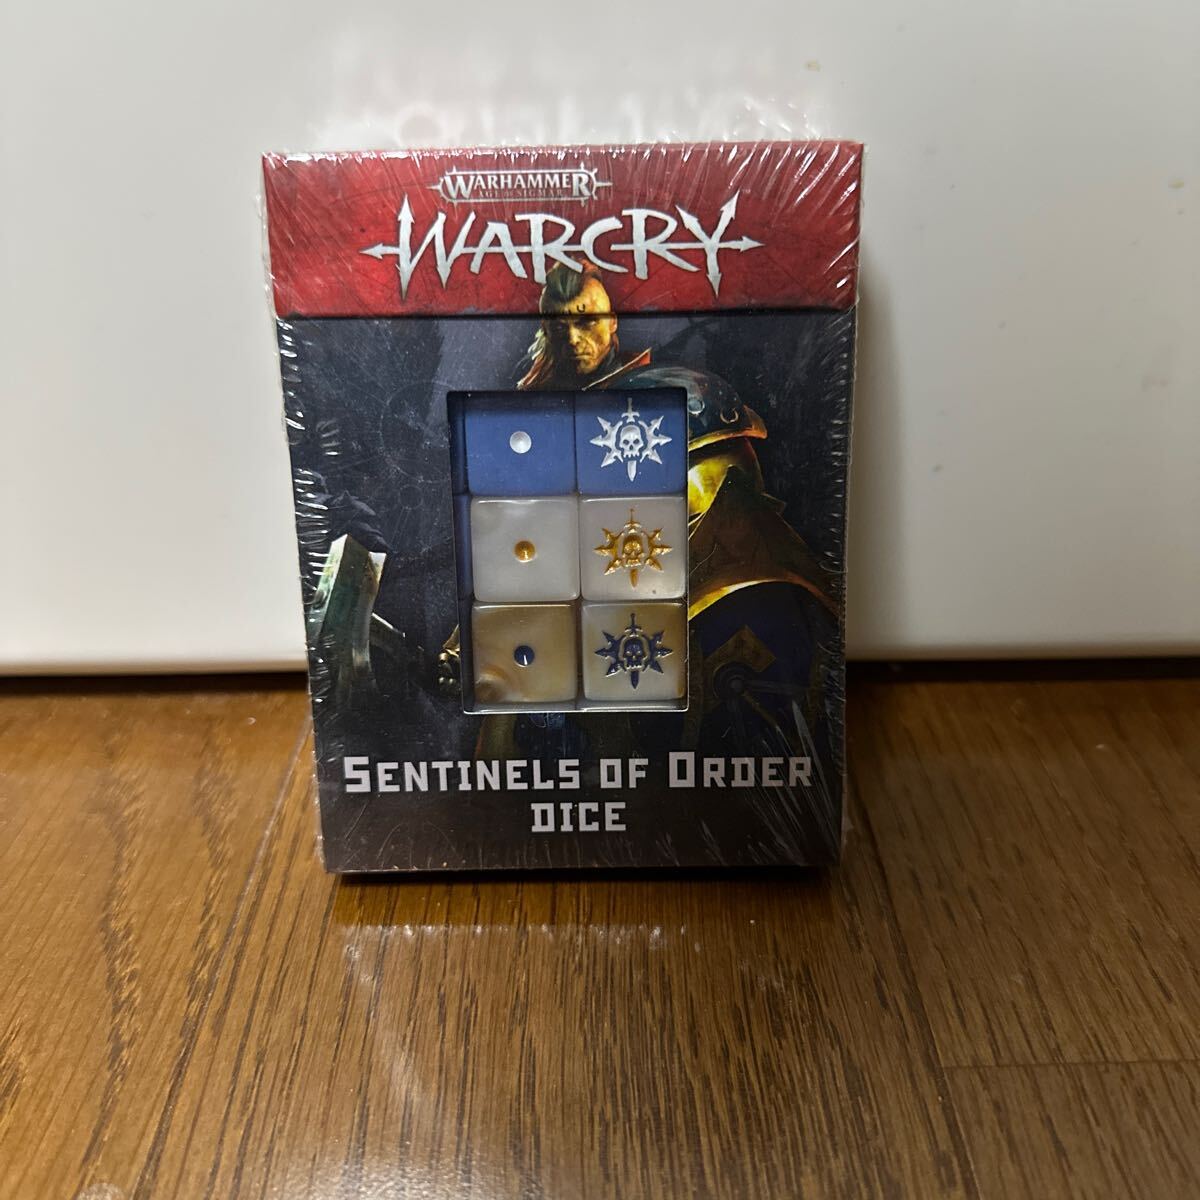 WARHAMMER
AGE OF SIGMAR
WARCRY
SENTINELS OF ORDER
DICE